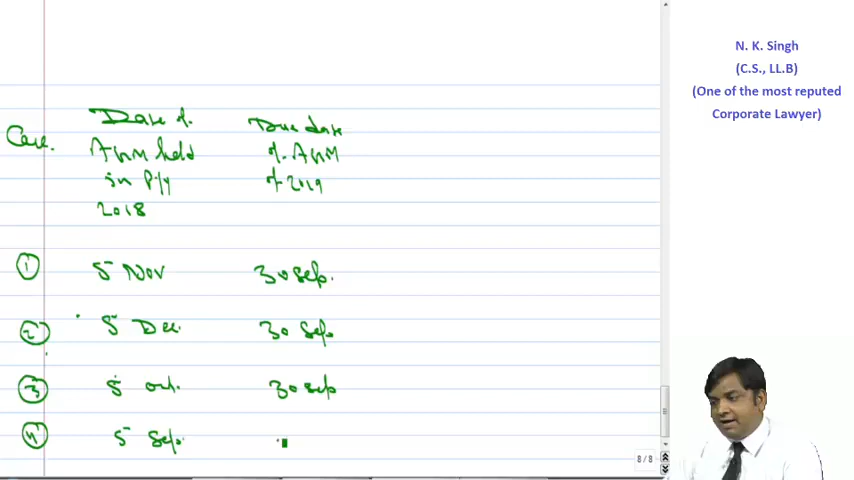 N. K. Singh
(C.S., LL.B)
(One of the most reputed
Corporate Lawyer)
Date of Due date
Case. AGM held of AGM
in P/y of 2019
2018
① 5 Nov 30 Sep.
② 5 Dec. 30 Sep.
③ 5 oct. 30 Sep
④ 5 Sep.
8 / 8